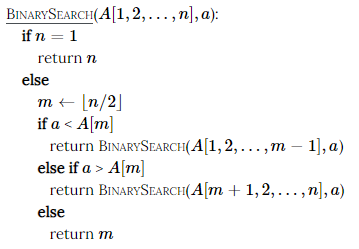 BINARYSEARCH(A[1, 2, . . . , n], a):
if n = 1
return n
else
m ← ⌊n/2⌋
if a < A[m]
return BINARYSEARCH(A[1, 2, . . . , m − 1], a)
else if a > A[m]
return BINARYSEARCH(A[m + 1, 2, . . . , n], a)
else
return m